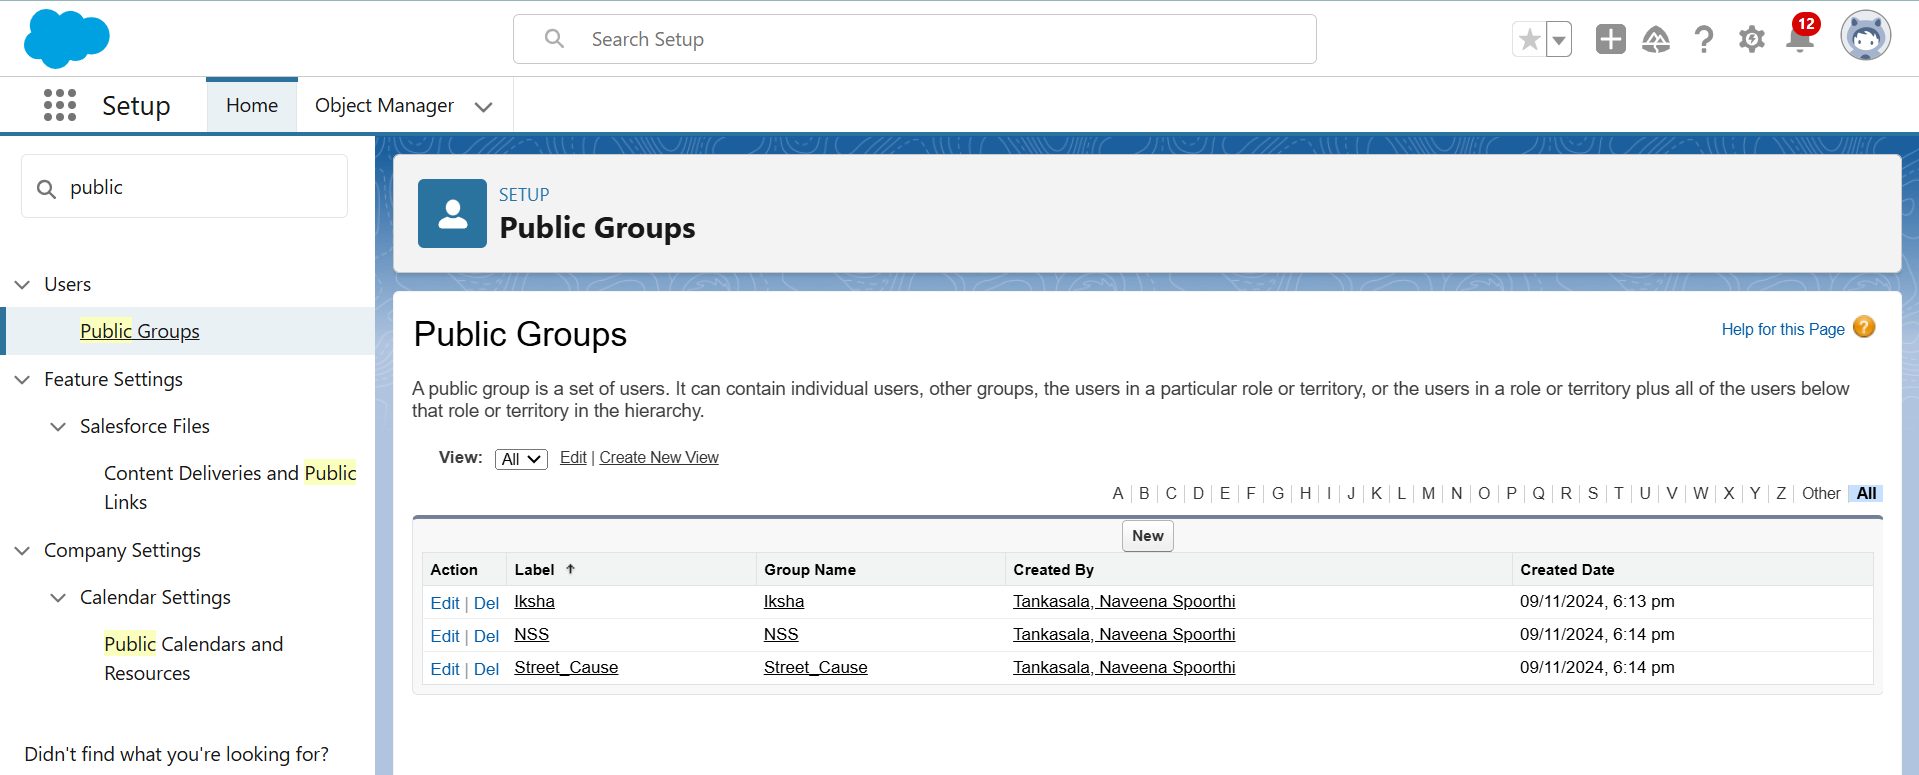 Search Setup
12
Setup
Home
Object Manager
public
Users
Public Groups
Feature Settings
Salesforce Files
Content Deliveries and Public
Links
Company Settings
Calendar Settings
Public Calendars and
Resources
Didn't find what you're looking for?
SETUP
Public Groups
Public Groups
Help for this Page ?
A public group is a set of users. It can contain individual users, other groups, the users in a particular role or territory, or the users in a role or territory plus all of the users below
that role or territory in the hierarchy.
View: All Edit | Create New View
A | B | C | D | E | F | G | H | I | J | K | L | M | N | O | P | Q | R | S | T | U | V | W | X | Y | Z | Other | All
New
Action Label ↑ Group Name Created By Created Date
Edit | Del Iksha Iksha Tankasala, Naveena Spoorthi 09/11/2024, 6:13 pm
Edit | Del NSS NSS Tankasala, Naveena Spoorthi 09/11/2024, 6:14 pm
Edit | Del Street_Cause Street_Cause Tankasala, Naveena Spoorthi 09/11/2024, 6:14 pm